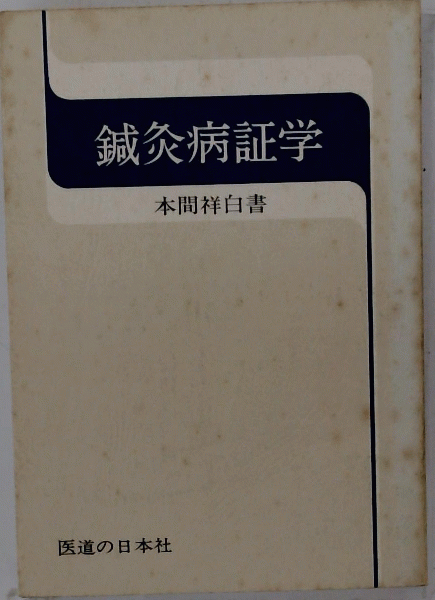 鍼灸病証学
本間祥白書
医道の日本社